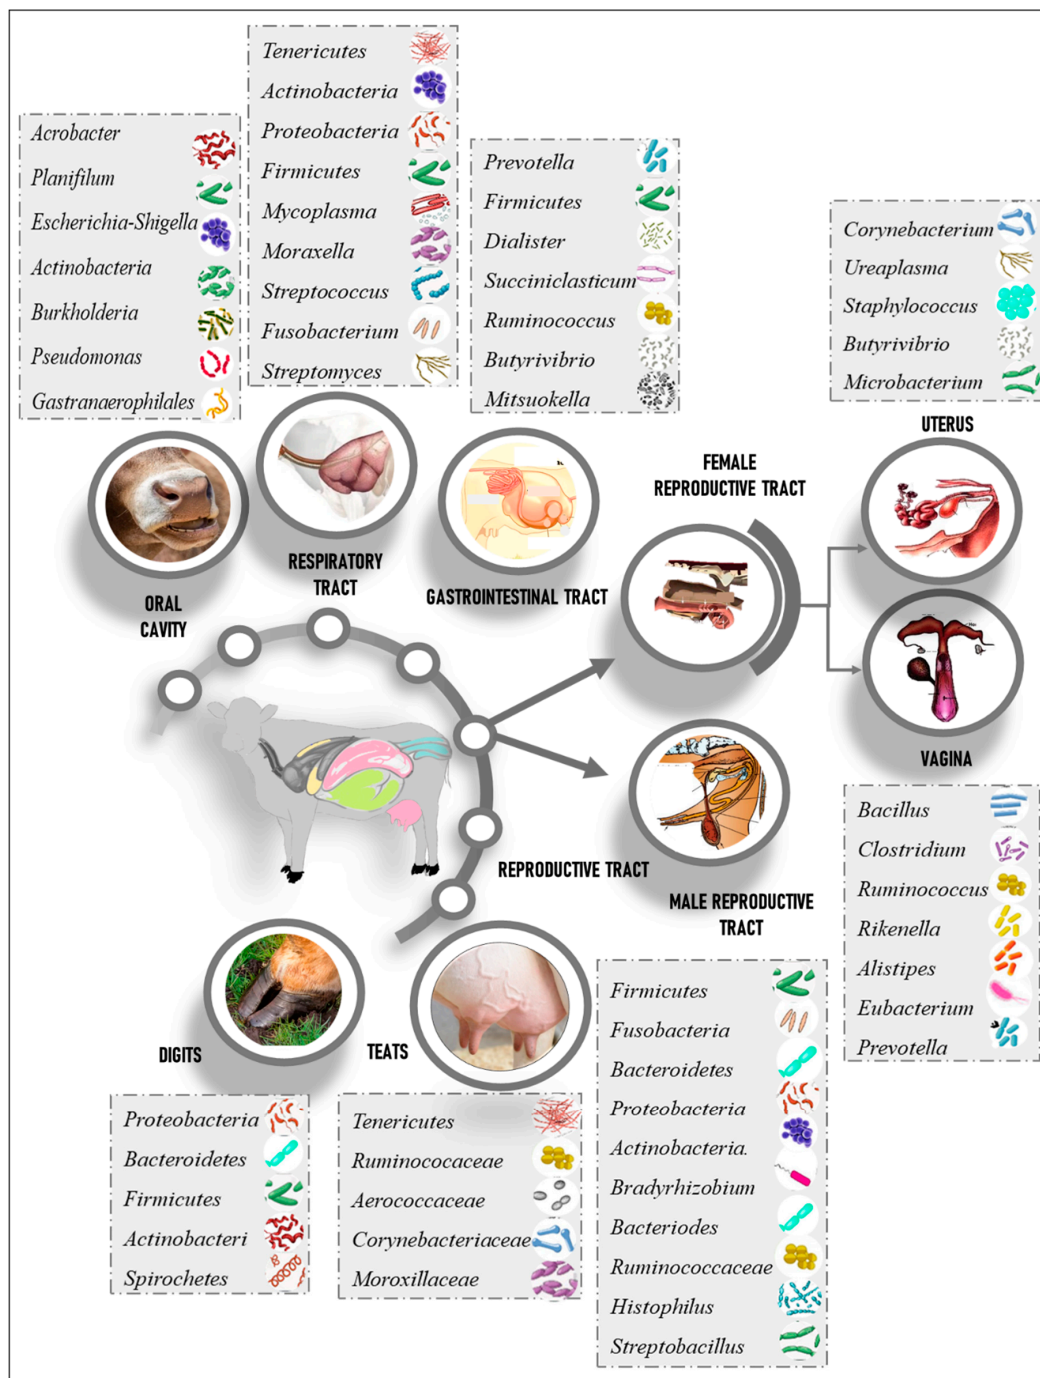 Acrobacter
Planifilum
Escherichia-Shigella
Actinobacteria
Burkholderia
Pseudomonas
Gastranaerophilales
ORAL
CAVITY
Tenericutes
Actinobacteria
Proteobacteria
Firmicutes
Mycoplasma
Moraxella
Streptococcus
Fusobacterium
Streptomyces
RESPIRATORY
TRACT
Prevotella
Firmicutes
Dialister
Succiniclasticum
Ruminococcus
Butyrivibrio
Mitsuokella
GASTROINTESTINAL TRACT
FEMALE
REPRODUCTIVE TRACT
Corynebacterium
Ureaplasma
Staphylococcus
Butyrivibrio
Microbacterium
UTERUS
VAGINA
Bacillus
Clostridium
Ruminococcus
Rikenella
Alistipes
Eubacterium
Prevotella
REPRODUCTIVE TRACT
MALE REPRODUCTIVE
TRACT
Firmicutes
Fusobacteria
Bacteroidetes
Proteobacteria
Actinobacteria.
Bradyrhizobium
Bacteriodes
Ruminococcaceae
Histophilus
Streptobacillus
TEATS
Tenericutes
Ruminococaceae
Aerococcaceae
Corynebacteriaceae
Moroxillaceae
DIGITS
Proteobacteria
Bacteroidetes
Firmicutes
Actinobacteri
Spirochetes